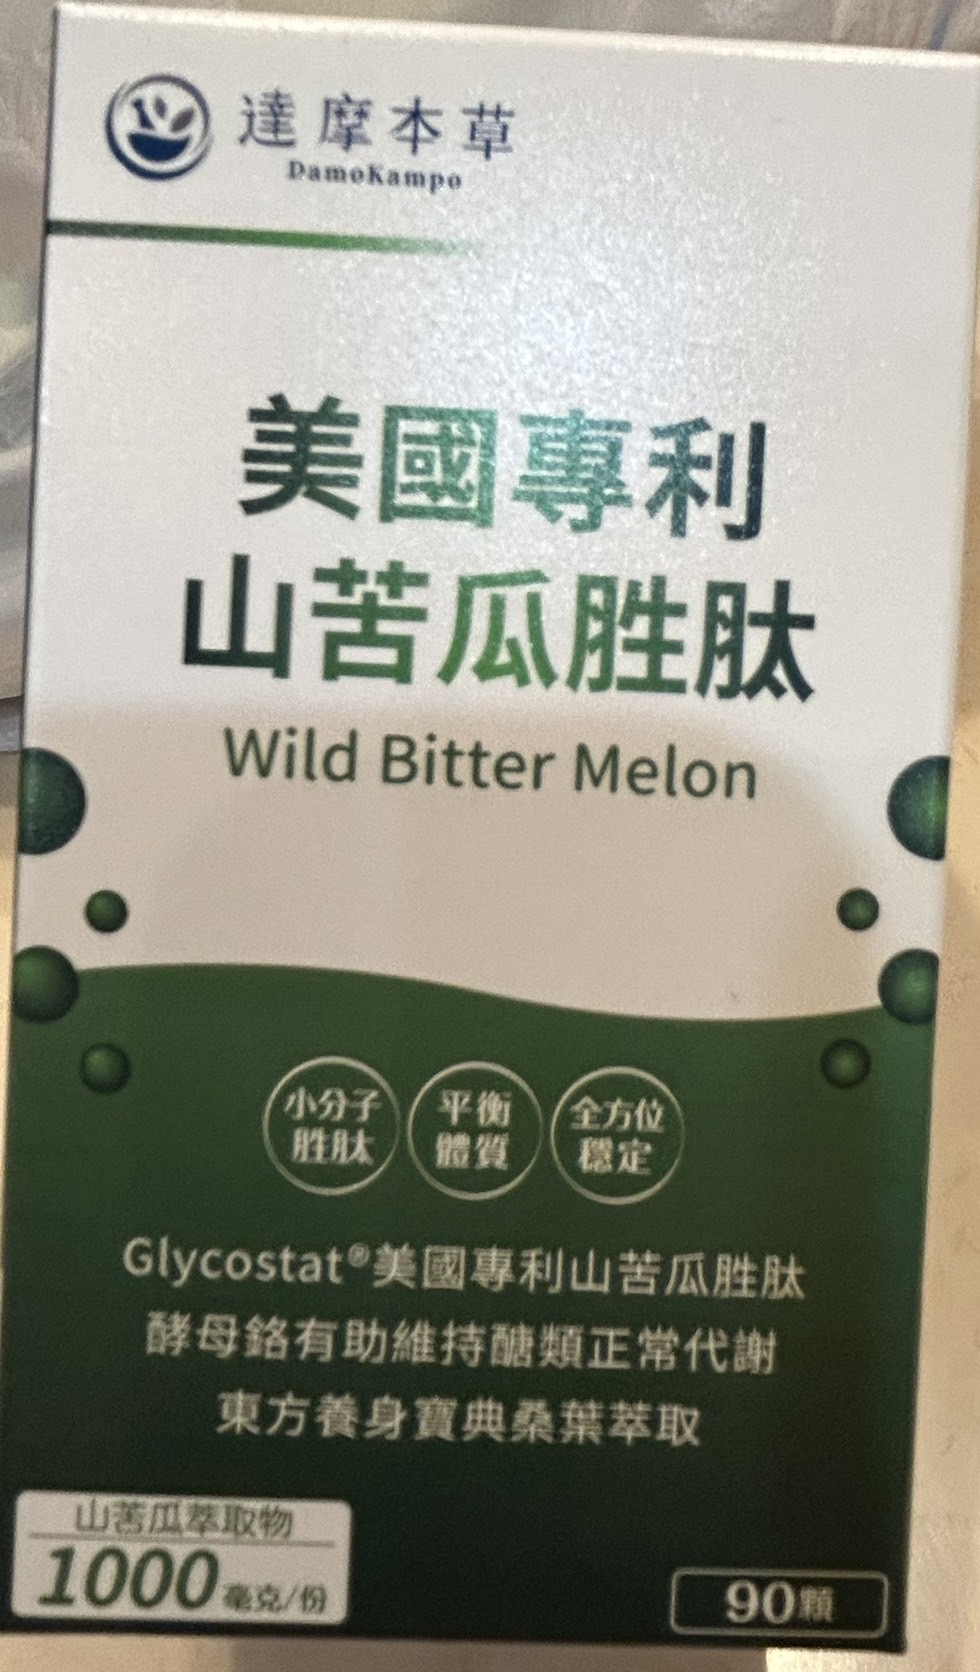 達摩本草
DamoKampo
美國專利
山苦瓜胜肽
Wild Bitter Melon
小分子
胜肽
平衡
體質
全方位
穩定
Glycostat®美國專利山苦瓜胜肽
酵母鉻有助維持醣類正常代謝
東方養身寶典桑葉萃取
山苦瓜萃取物
1000毫克/份
90顆